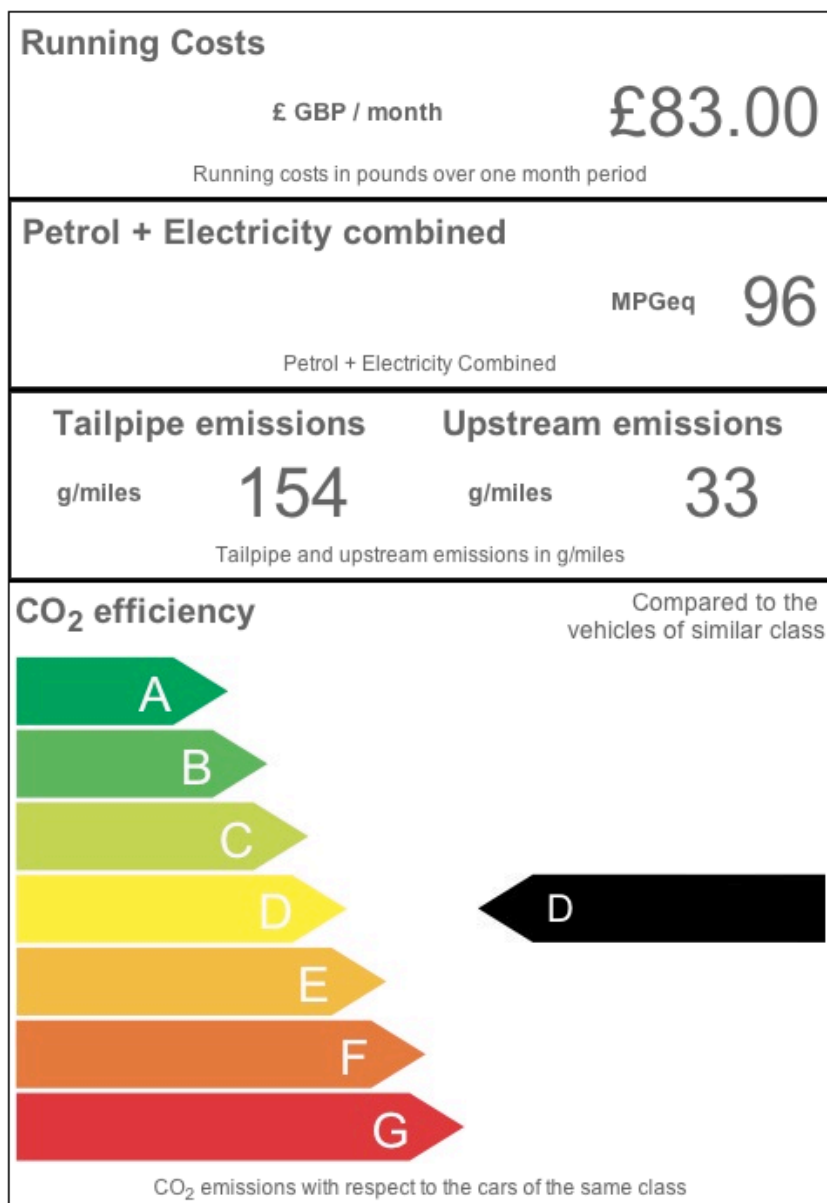 Running Costs
£ GBP / month £83.00
Running costs in pounds over one month period
Petrol + Electricity combined
MPGeq 96
Petrol + Electricity Combined
Tailpipe emissions Upstream emissions
g/miles 154 g/miles 33
Tailpipe and upstream emissions in g/miles
CO₂ efficiency
Compared to the
vehicles of similar class
A
B
C
D D
E
F
G
CO₂ emissions with respect to the cars of the same class